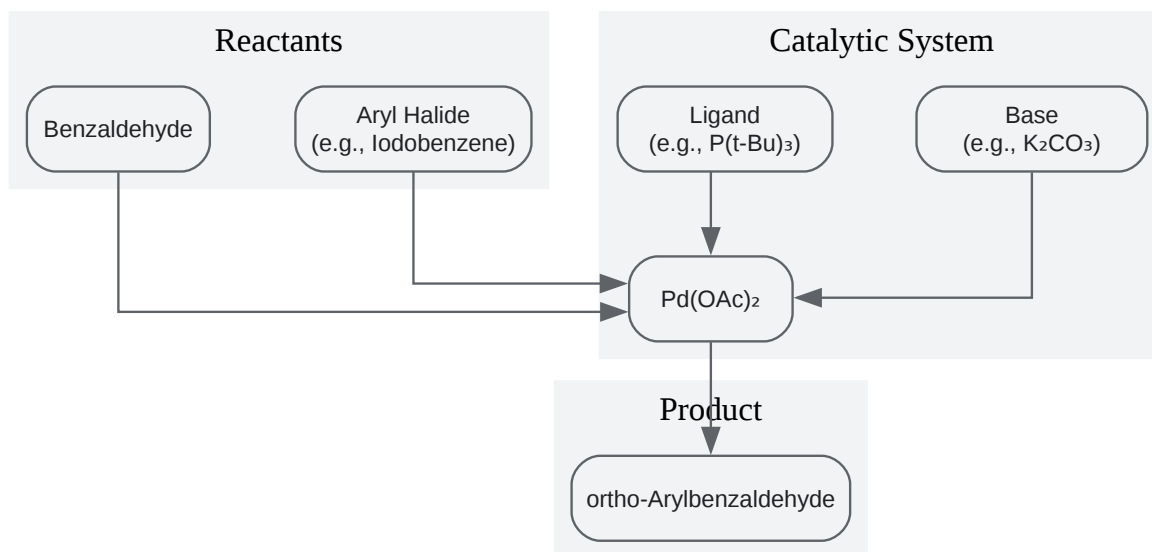 Reactants
Catalytic System
Benzaldehyde
Aryl Halide
(e.g., Iodobenzene)
Ligand
(e.g., P(t-Bu)₃)
Base
(e.g., K₂CO₃)
Pd(OAc)₂
Product
ortho-Arylbenzaldehyde